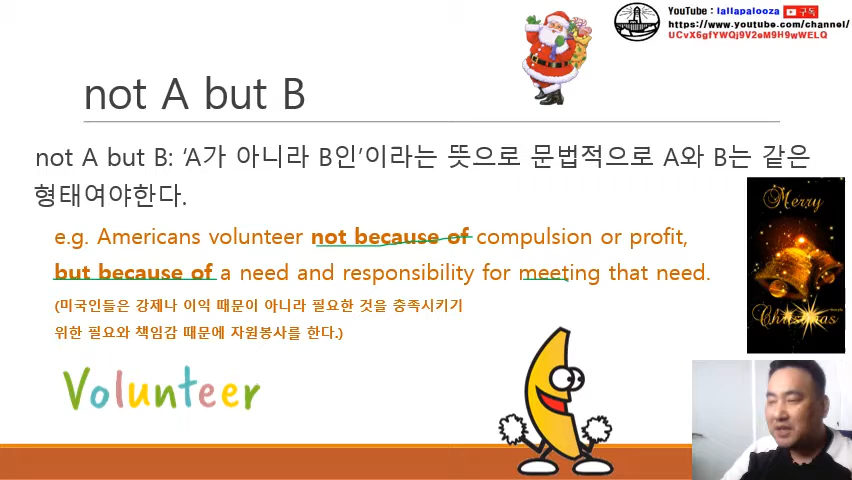 YouTube : lallapalooza 구독
https://www.youtube.com/channel/
UCvX6gfYWQj9V2eM9H9wWELQ
not A but B
not A but B: ‘A가 아니라 B인’이라는 뜻으로 문법적으로 A와 B는 같은
형태여야한다.
e.g. Americans volunteer not because of compulsion or profit,
but because of a need and responsibility for meeting that need.
(미국인들은 강제나 이익 때문이 아니라 필요한 것을 충족시키기
위한 필요와 책임감 때문에 자원봉사를 한다.)
Merry
Christmas
Volunteer